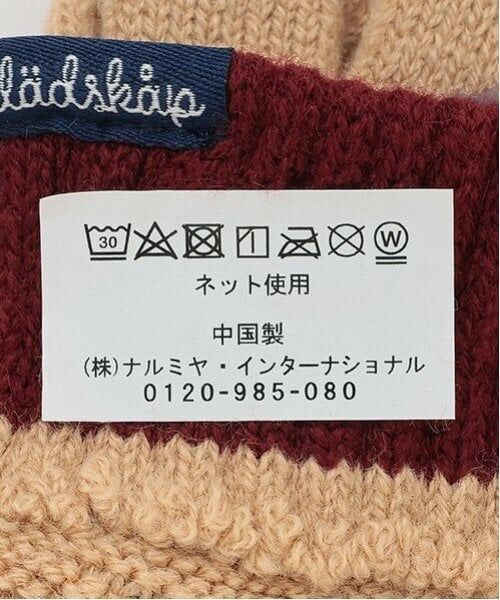 lädskåp
30 W
ネット使用
中国製
(株)ナルミヤ・インターナショナル
0120-985-080